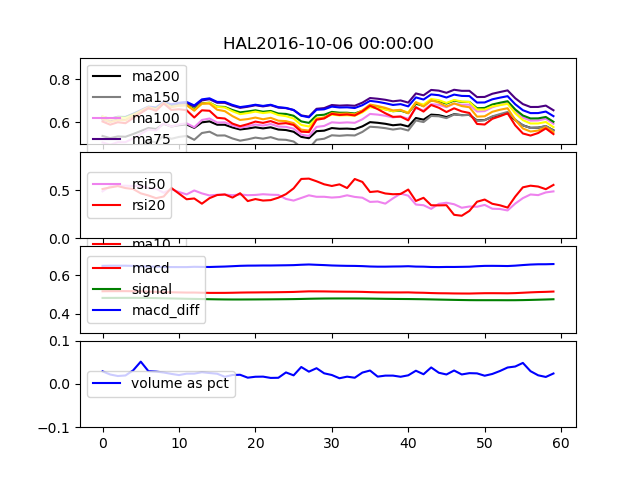 HAL2016-10-06 00:00:00
0.8
0.6
ma200
ma150
ma100
ma75
0.5
0.0
rsi50
rsi20
ma10
0.6
0.4
macd
signal
macd_diff
0.1
0.0
−0.1
volume as pct
0 10 20 30 40 50 60